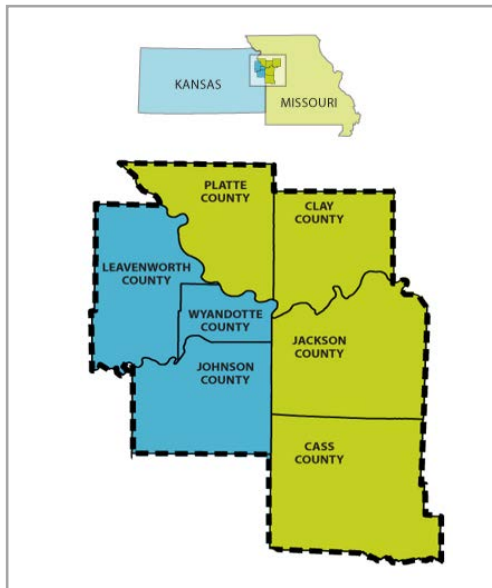 KANSAS
MISSOURI
PLATTE
COUNTY
CLAY
COUNTY
LEAVENWORTH
COUNTY
WYANDOTTE
COUNTY
JACKSON
COUNTY
JOHNSON
COUNTY
CASS
COUNTY